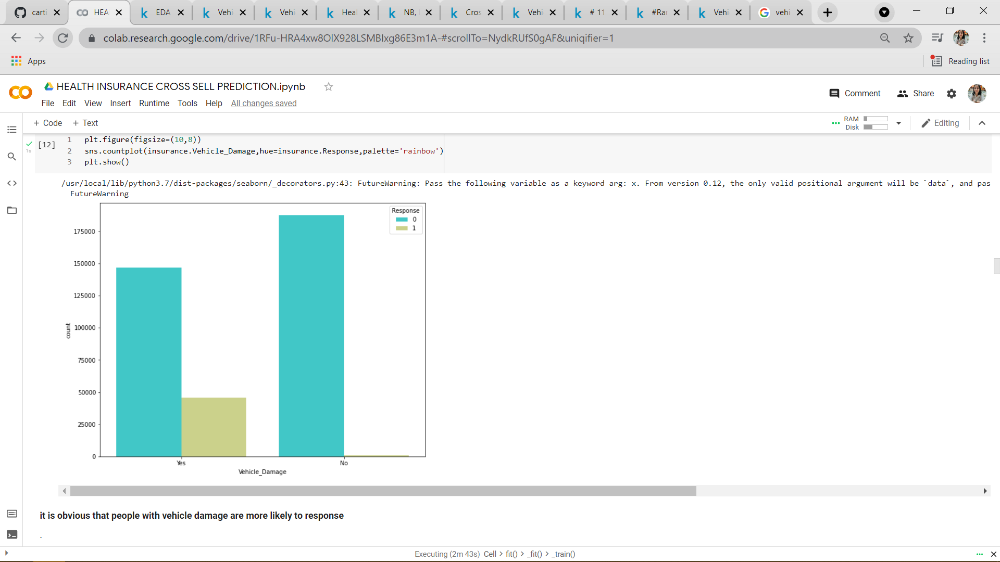 carti HEA EDA Vehi Vehi Heal NB, Cros Vehi # 11 #Rar Vehi vehi
colab.research.google.com/drive/1RFu-HRA4xw8OlX928LSMBIxg86E3m1A-#scrollTo=NydkRUfS0gAF&uniqifier=1
Apps Reading list
HEALTH INSURANCE CROSS SELL PREDICTION.ipynb
File Edit View Insert Runtime Tools Help All changes saved
Comment Share
+ Code + Text
RAM
Disk
Editing
[12] 1 plt.figure(figsize=(10,8))
1s 2 sns.countplot(insurance.Vehicle_Damage,hue=insurance.Response,palette='rainbow')
3 plt.show()
/usr/local/lib/python3.7/dist-packages/seaborn/_decorators.py:43: FutureWarning: Pass the following variable as a keyword arg: x. From version 0.12, the only valid positional argument will be `data`, and pas
FutureWarning
Response
0
1
175000
150000
125000
100000
75000
50000
25000
0
count
Yes No
Vehicle_Damage
it is obvious that people with vehicle damage are more likely to response
.
Executing (2m 43s) Cell > fit() > _fit() > _train()